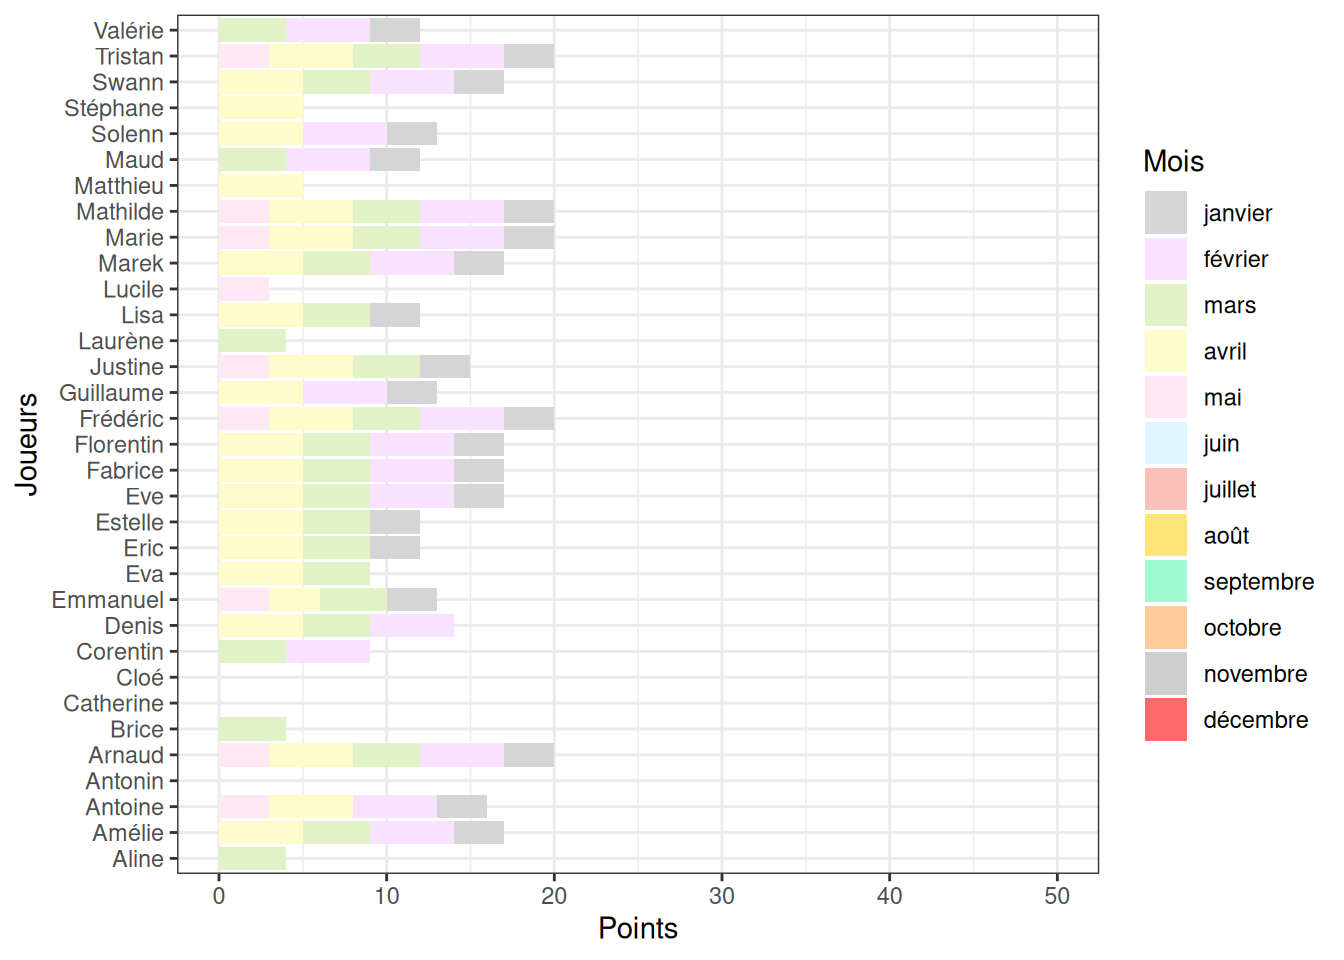 Joueurs
Valérie
Tristan
Swann
Stéphane
Solenn
Maud
Matthieu
Mathilde
Marie
Marek
Lucile
Lisa
Laurène
Justine
Guillaume
Frédéric
Florentin
Fabrice
Eve
Estelle
Eric
Eva
Emmanuel
Denis
Corentin
Cloé
Catherine
Brice
Arnaud
Antonin
Antoine
Amélie
Aline
0 10 20 30 40 50
Points
Mois
janvier
février
mars
avril
mai
juin
juillet
août
septembre
octobre
novembre
décembre